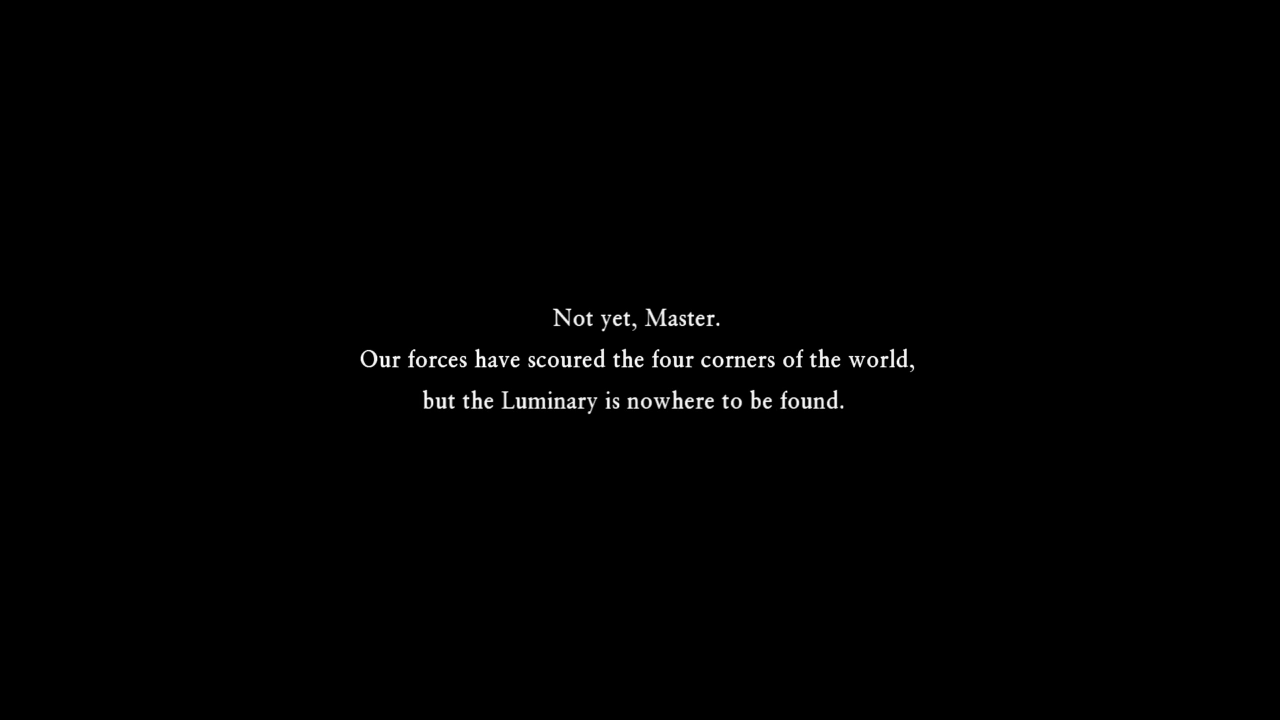 Not yet, Master.
Our forces have scoured the four corners of the world,
but the Luminary is nowhere to be found.